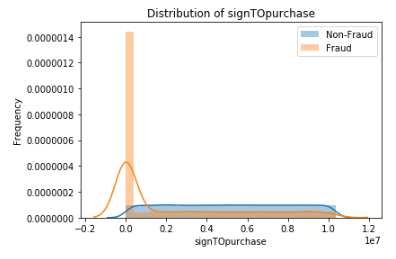 Distribution of signTOpurchase
Non-Fraud
Fraud
Frequency
0.0000014
0.0000012
0.0000010
0.0000008
0.0000006
0.0000004
0.0000002
0.0000000
−0.2 0.0 0.2 0.4 0.6 0.8 1.0 1.2
1e7
signTOpurchase